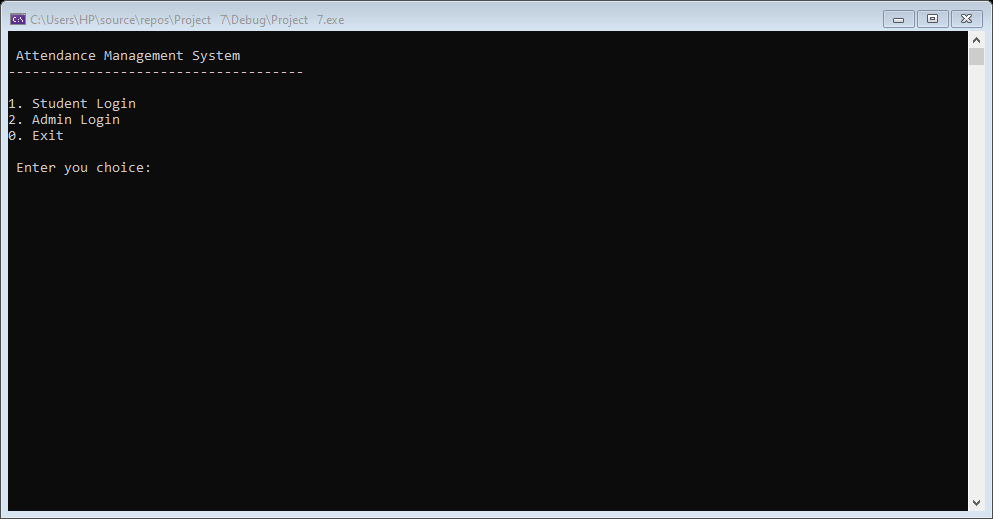 C:\Users\HP\source\repos\Project 7\Debug\Project 7.exe
Attendance Management System
-------------------------------------
1. Student Login
2. Admin Login
0. Exit
Enter you choice: